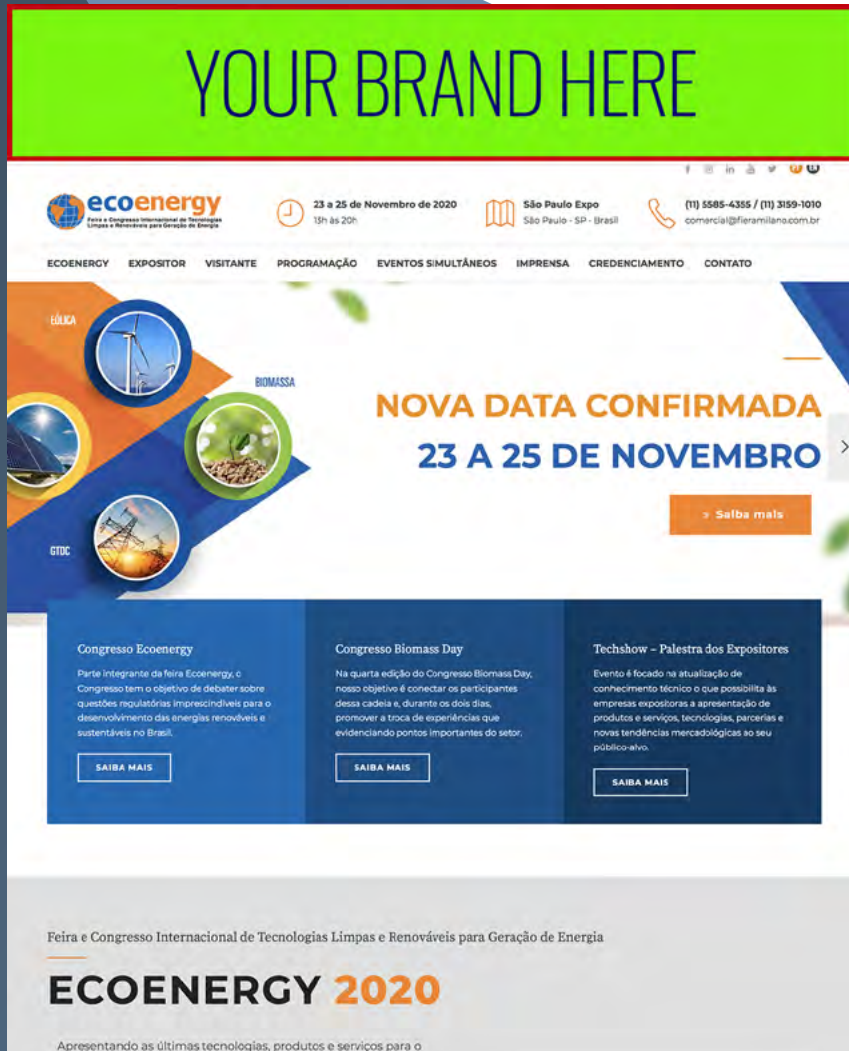 YOUR BRAND HERE
f in
PT EN
ecoenergy
Feira e Congresso Internacional de Tecnologias
Limpas e Renováveis para Geração de Energia
23 a 25 de Novembro de 2020
13h às 20h
São Paulo Expo
São Paulo - SP - Brasil
(11) 5585-4355 / (11) 3159-1010
comercial@fieramilano.com.br
ECOENERGY EXPOSITOR VISITANTE PROGRAMAÇÃO EVENTOS SIMULTÂNEOS IMPRENSA CREDENCIAMENTO CONTATO
EÓLICA
BIOMASSA
GTDC
NOVA DATA CONFIRMADA
23 A 25 DE NOVEMBRO
> Saiba mais
Congresso Ecoenergy
Parte integrante da feira Ecoenergy, o
Congresso tem o objetivo de debater sobre
questões regulatórias imprescindíveis para o
desenvolvimento das energias renováveis e
sustentáveis no Brasil.
SAIBA MAIS
Congresso Biomass Day
Na quarta edição do Congresso Biomass Day,
nosso objetivo é conectar os participantes
dessa cadeia e, durante os dois dias,
promover a troca de experiências que
evidenciando pontos importantes do setor.
SAIBA MAIS
Techshow – Palestra dos Expositores
Evento é focado na atualização de
conhecimento técnico o que possibilita às
empresas expositoras a apresentação de
produtos e serviços, tecnologias, parcerias e
novas tendências mercadológicas ao seu
público-alvo.
SAIBA MAIS
Feira e Congresso Internacional de Tecnologias Limpas e Renováveis para Geração de Energia
ECOENERGY 2020
Apresentando as últimas tecnologias, produtos e serviços para o